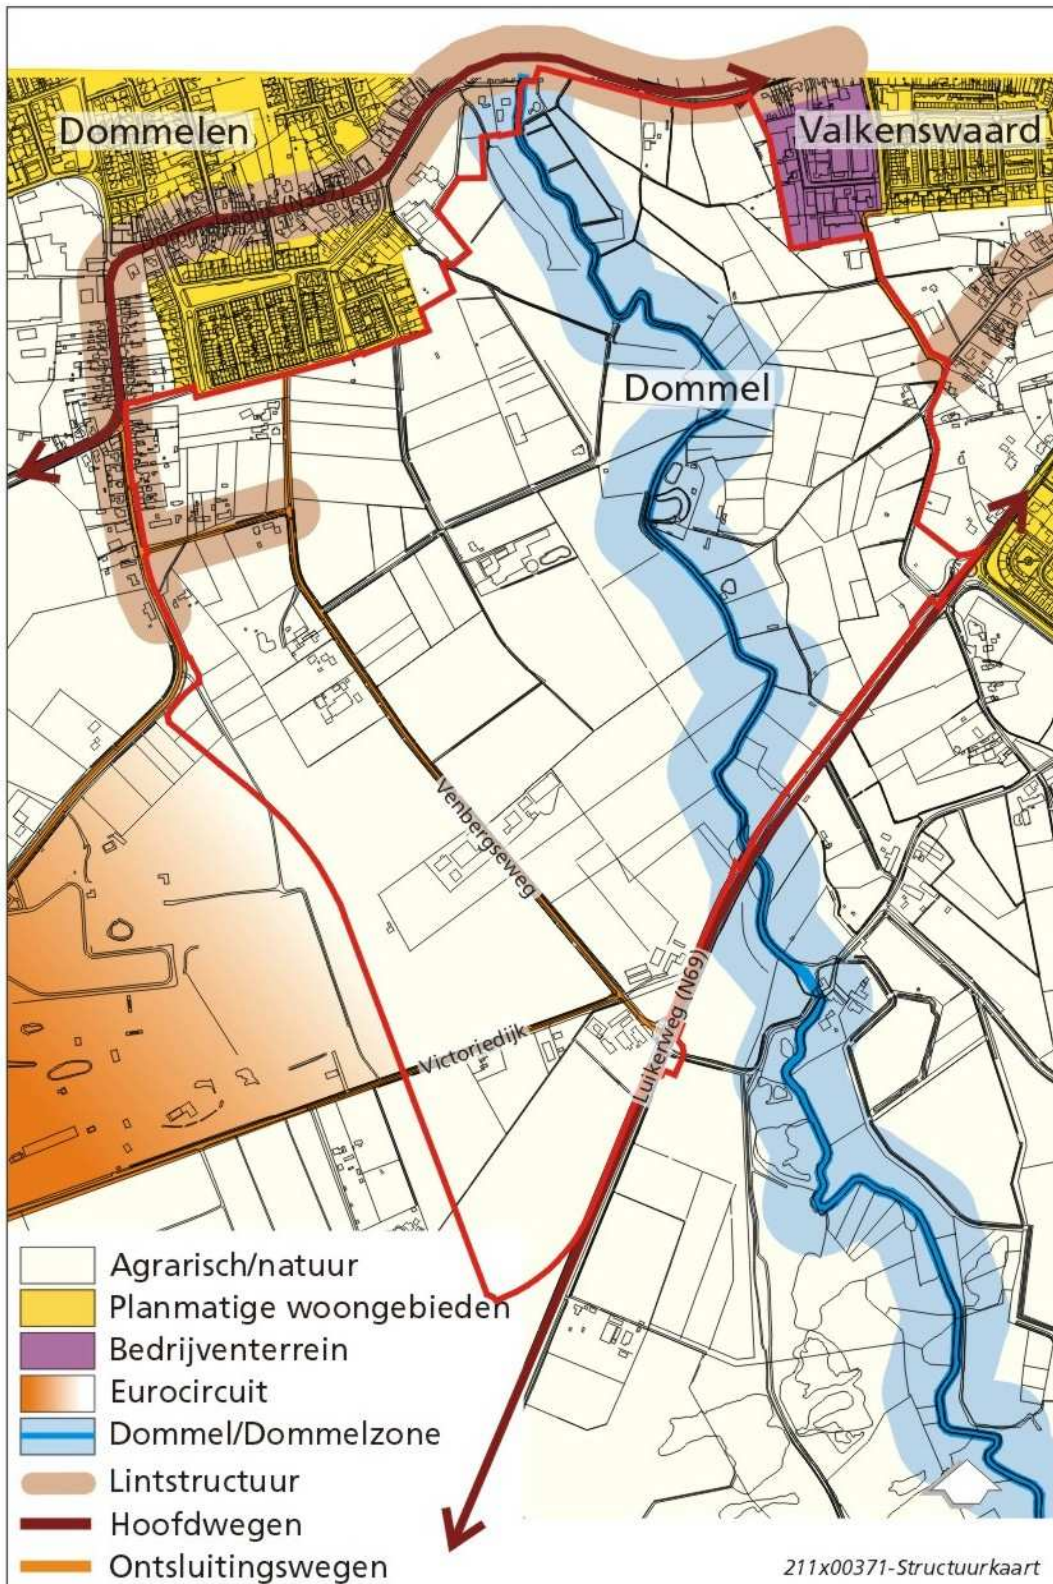 Dommelen
Valkenswaard
Dommel
Venbergseweg
Luikerweg (N69)
Victoriedijk
Agrarisch/natuur
Planmatige woongebieden
Bedrijventerrein
Eurocircuit
Dommel/Dommelzone
Lintstructuur
Hoofdwegen
Ontsluitingswegen
211x00371-Structuurkaart